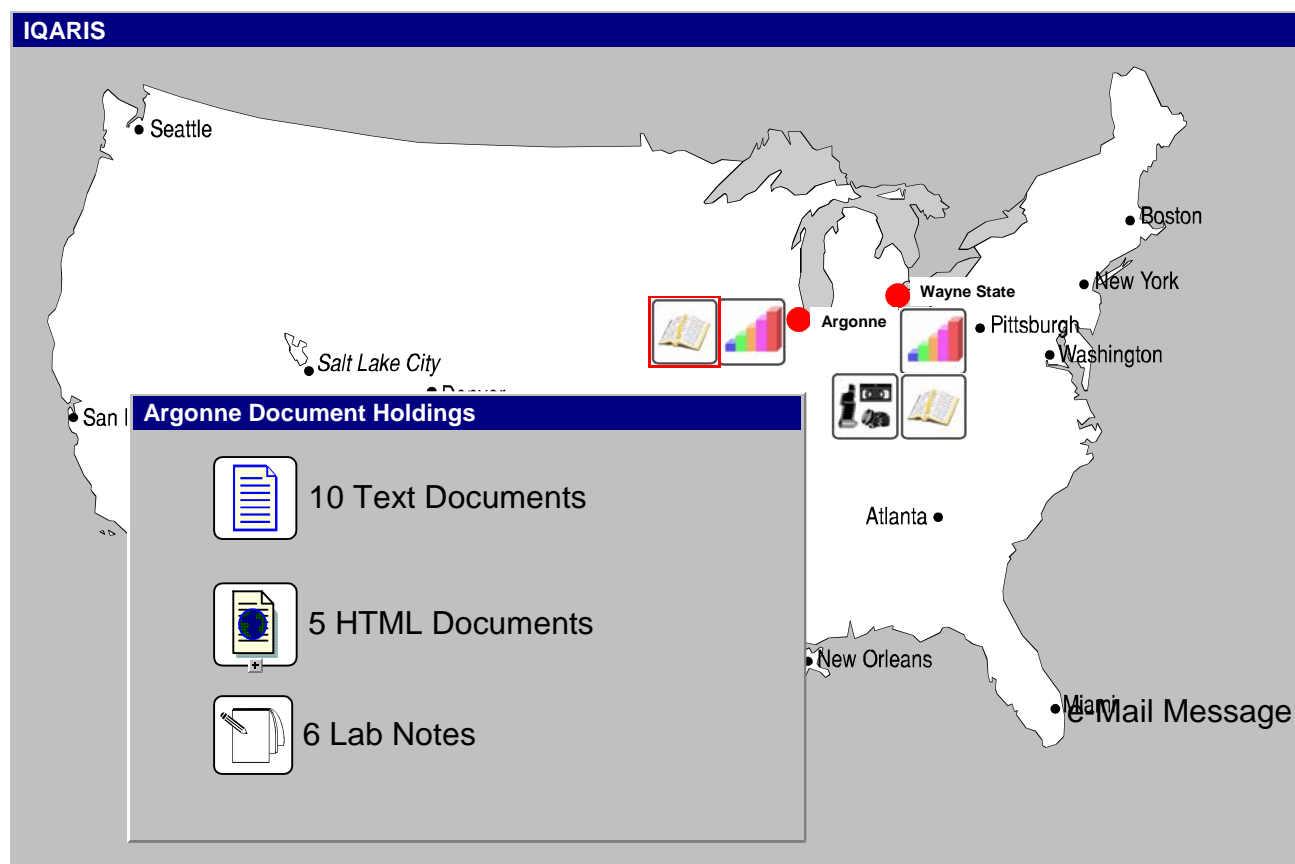 IQARIS
Seattle
Boston
New York
Wayne State
Argonne
Pittsburgh
Washington
Salt Lake City
San
Argonne Document Holdings
10 Text Documents
Atlanta
5 HTML Documents
New Orleans
Miami
e-Mail Message
6 Lab Notes